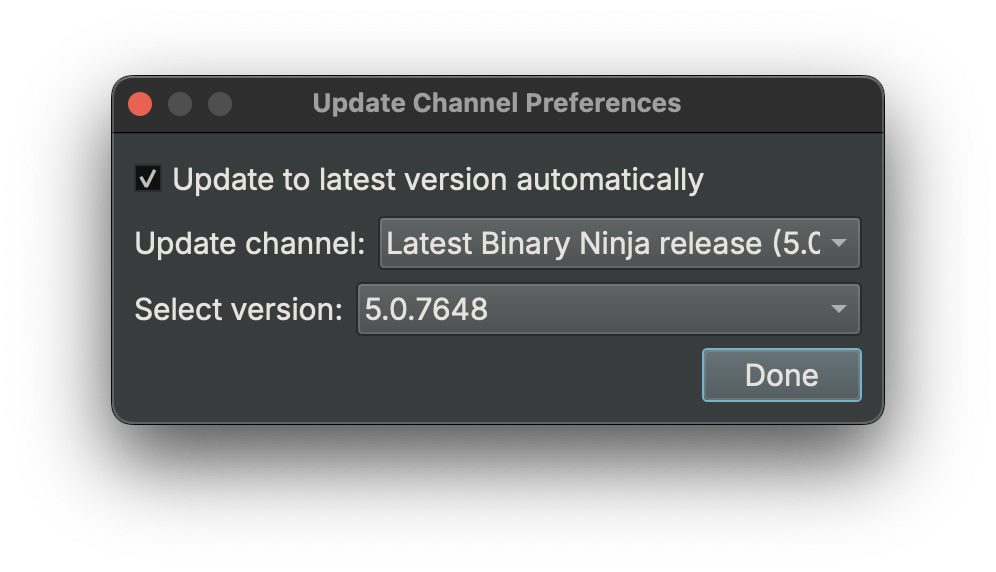 Update Channel Preferences
Update to latest version automatically
Update channel: Latest Binary Ninja release (5.0
Select version: 5.0.7648
Done